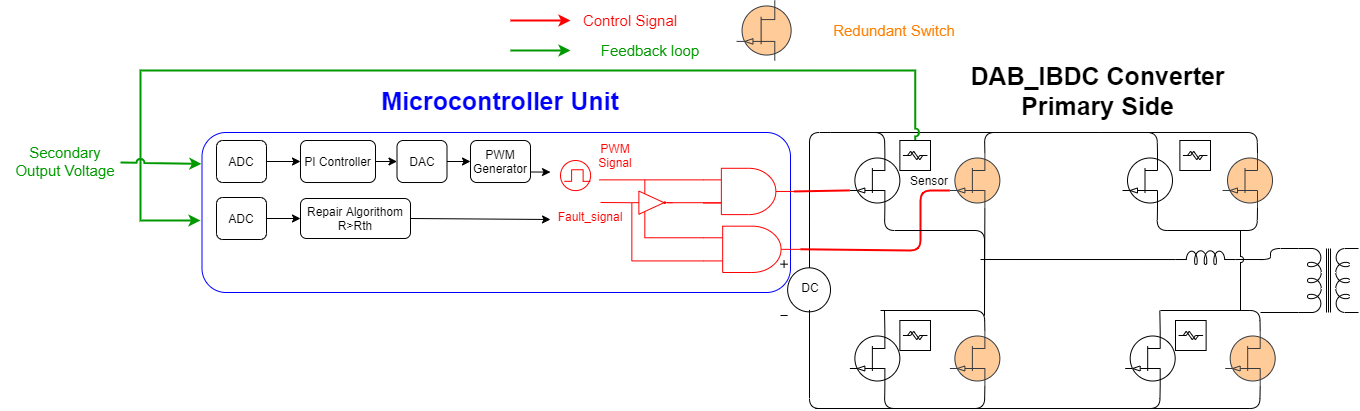 Control Signal
Feedback loop
Redundant Switch
DAB_IBDC Converter
Primary Side
Microcontroller Unit
Secondary
Output Voltage
ADC
PI Controller
DAC
PWM
Generator
PWM
Signal
Sensor
ADC
Repair Algorithom
R>Rth
Fault_signal
+
DC
−